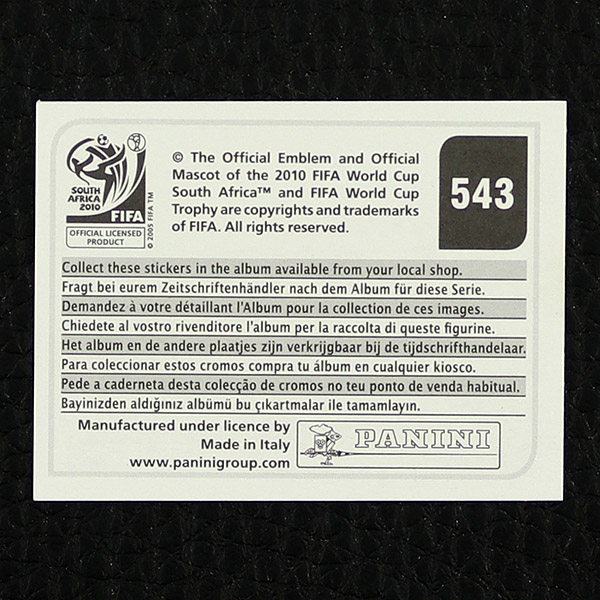 SOUTH
AFRICA
2010
FIFA
OFFICIAL LICENSED
PRODUCT
© 2005 FIFA TM
© The Official Emblem and Official
Mascot of the 2010 FIFA World Cup
South Africa™ and FIFA World Cup
Trophy are copyrights and trademarks
of FIFA. All rights reserved.
543
Collect these stickers in the album available from your local shop.
Fragt bei eurem Zeitschriftenhändler nach dem Album für diese Serie.
Demandez à votre détaillant l'Album pour la collection de ces images.
Chiedete al vostro rivenditore l'album per la raccolta di queste figurine.
Het album en de andere plaatjes zijn verkrijgbaar bij de tijdschrifthandelaar.
Para coleccionar estos cromos compra tu álbum en cualquier kiosco.
Pede a caderneta desta colecção de cromos no teu ponto de venda habitual.
Bayinizden aldığınız albümü bu çıkartmalar ile tamamlayın.
Manufactured under licence by
Made in Italy
www.paninigroup.com
PANINI